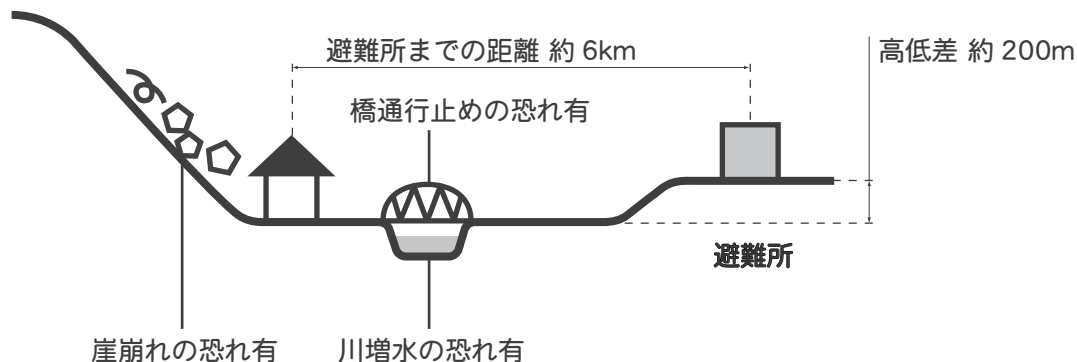 避難所までの距離 約 6km
高低差 約 200m
橋通行止めの恐れ有
避難所
崖崩れの恐れ有
川増水の恐れ有